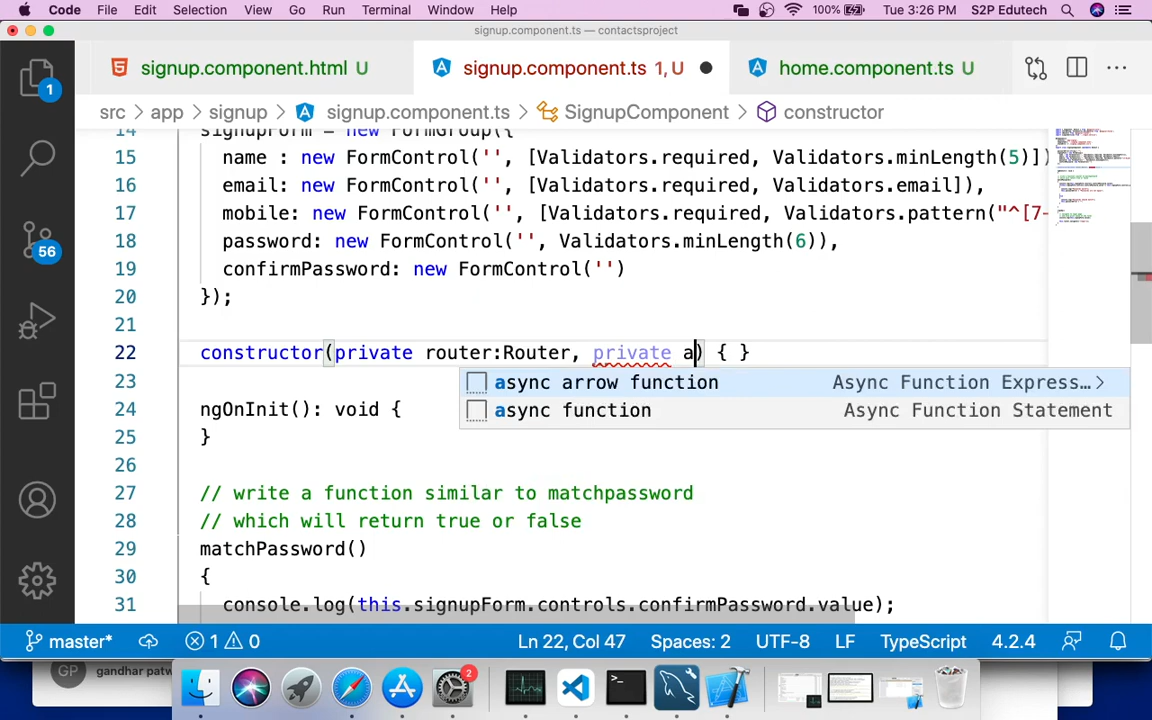 Code File Edit Selection View Go Run Terminal Window Help 100% Tue 3:26 PM S2P Edutech
signup.component.ts — contactsproject
signup.component.html U signup.component.ts 1, U home.component.ts U
src > app > signup > signup.component.ts > SignupComponent > constructor
14 signupForm = new FormGroup({
15 name : new FormControl('', [Validators.required, Validators.minLength(5)])
16 email: new FormControl('', [Validators.required, Validators.email]),
17 mobile: new FormControl('', [Validators.required, Validators.pattern("^[7-
18 password: new FormControl('', Validators.minLength(6)),
19 confirmPassword: new FormControl('')
20 });
21
22 constructor(private router:Router, private a) { }
async arrow function Async Function Express…
async function Async Function Statement
23
24 ngOnInit(): void {
25 }
26
27 // write a function similar to matchpassword
28 // which will return true or false
29 matchPassword()
30 {
31 console.log(this.signupForm.controls.confirmPassword.value);
1
56
master* 1 0 Ln 22, Col 47 Spaces: 2 UTF-8 LF TypeScript 4.2.4
GP gandhar patw
2